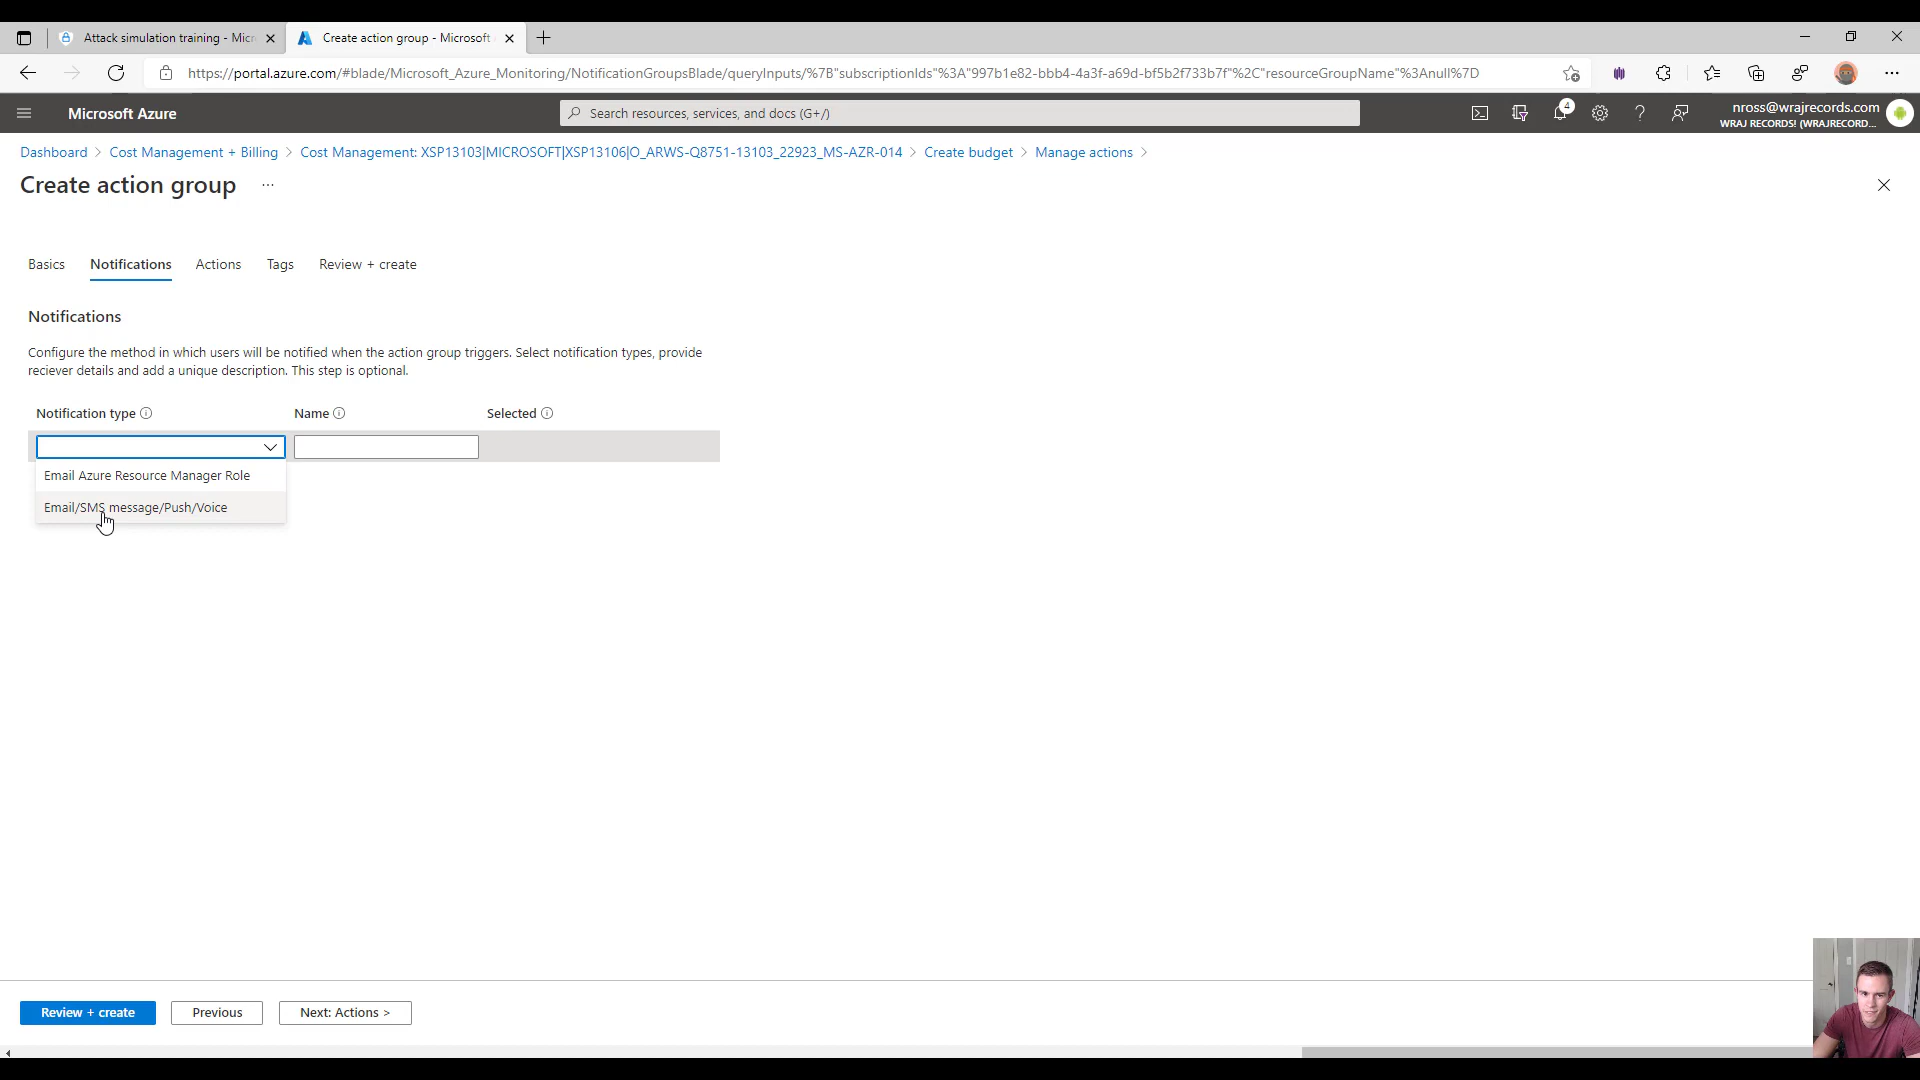 Attack simulation training - Micr
Create action group - Microsoft
https://portal.azure.com/#blade/Microsoft_Azure_Monitoring/NotificationGroupsBlade/queryInputs/%7B"subscriptionIds"%3A"997b1e82-bbb4-4a3f-a69d-bf5b2f733b7f"%2C"resourceGroupName"%3Anull%7D
Microsoft Azure
Search resources, services, and docs (G+/)
4
nross@wrajrecords.com
WRAJ RECORDS! (WRAJRECORD...
Dashboard > Cost Management + Billing > Cost Management: XSP13103|MICROSOFT|XSP13106|O_ARWS-Q8751-13103_22923_MS-AZR-014 > Create budget > Manage actions >
Create action group ...
Basics Notifications Actions Tags Review + create
Notifications
Configure the method in which users will be notified when the action group triggers. Select notification types, provide
reciever details and add a unique description. This step is optional.
Notification type Name Selected
Email Azure Resource Manager Role
Email/SMS message/Push/Voice
Review + create Previous Next: Actions >